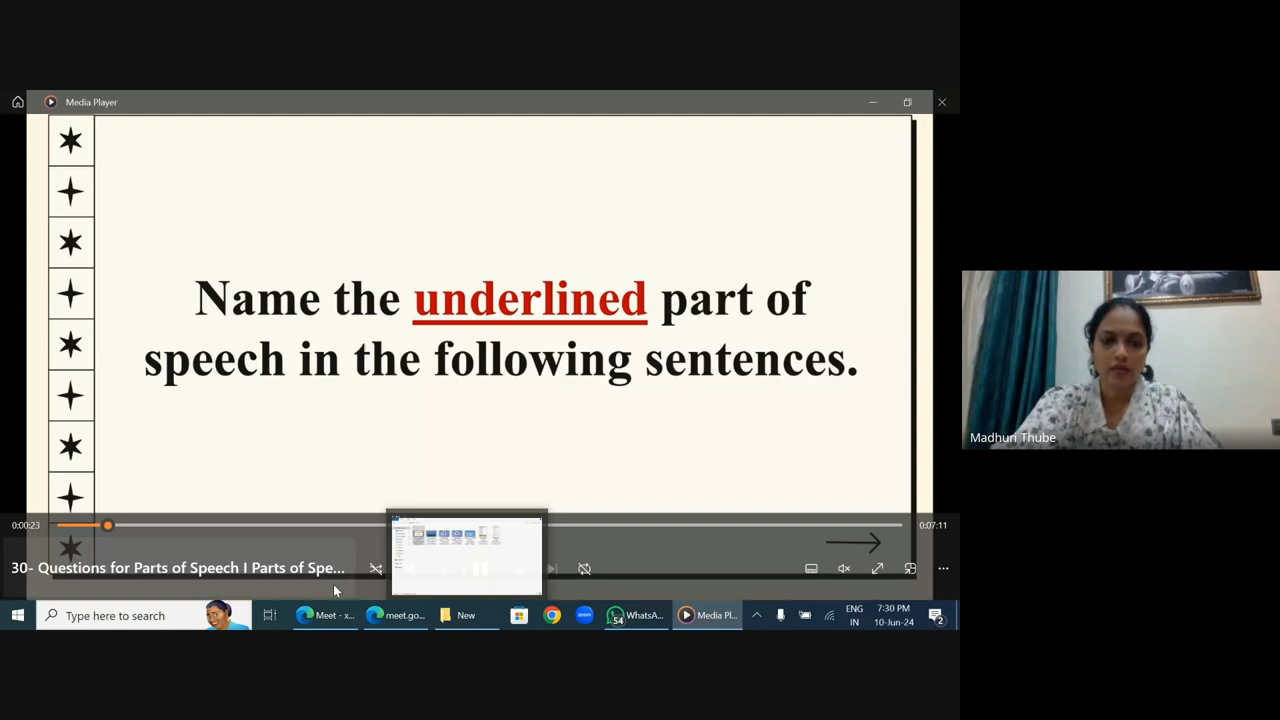 Media Player
Name the underlined part of
speech in the following sentences.
0:00:23
0:07:11
30- Questions for Parts of Speech I Parts of Spe...
Type here to search
Meet - x...
meet.go...
New
zoom
54
WhatsA...
Media Pl...
ENG
IN
7:30 PM
10-Jun-24
2
Madhuri Thube